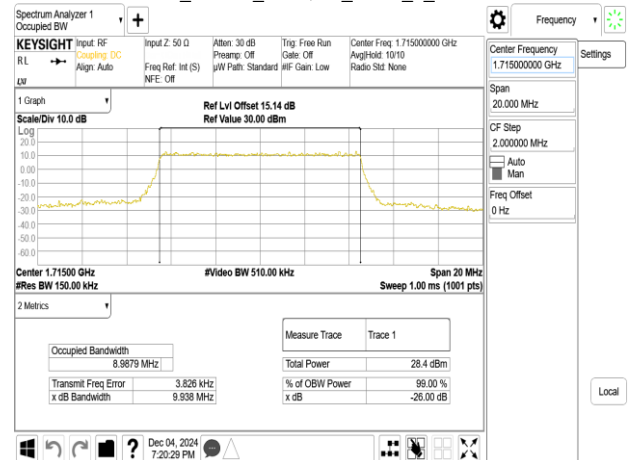 Spectrum Analyzer 1
Occupied BW
Frequency
KEYSIGHT Input: RF
RL
Coupling: DC
Align: Auto
LXI
Input Z: 50 Ω
Freq Ref: Int (S)
NFE: Off
Atten: 30 dB
Preamp: Off
µW Path: Standard
Trig: Free Run
Gate: Off
#IF Gain: Low
Center Freq: 1.715000000 GHz
Avg|Hold: 10/10
Radio Std: None
Center Frequency
1.715000000 GHz
Settings
Span
20.000 MHz
CF Step
2.000000 MHz
Auto
Man
Freq Offset
0 Hz
Local
1 Graph
Scale/Div 10.0 dB
Ref Lvl Offset 15.14 dB
Ref Value 30.00 dBm
Log
20.0
10.0
0.00
-10.0
-20.0
-30.0
-40.0
-50.0
-60.0
Center 1.71500 GHz
#Res BW 150.00 kHz
#Video BW 510.00 kHz
Span 20 MHz
Sweep 1.00 ms (1001 pts)
2 Metrics
Measure Trace Trace 1
Occupied Bandwidth
8.9879 MHz
Total Power 28.4 dBm
Transmit Freq Error 3.826 kHz
% of OBW Power 99.00 %
x dB Bandwidth 9.938 MHz
x dB -26.00 dB
?
Dec 04, 2024
7:20:29 PM